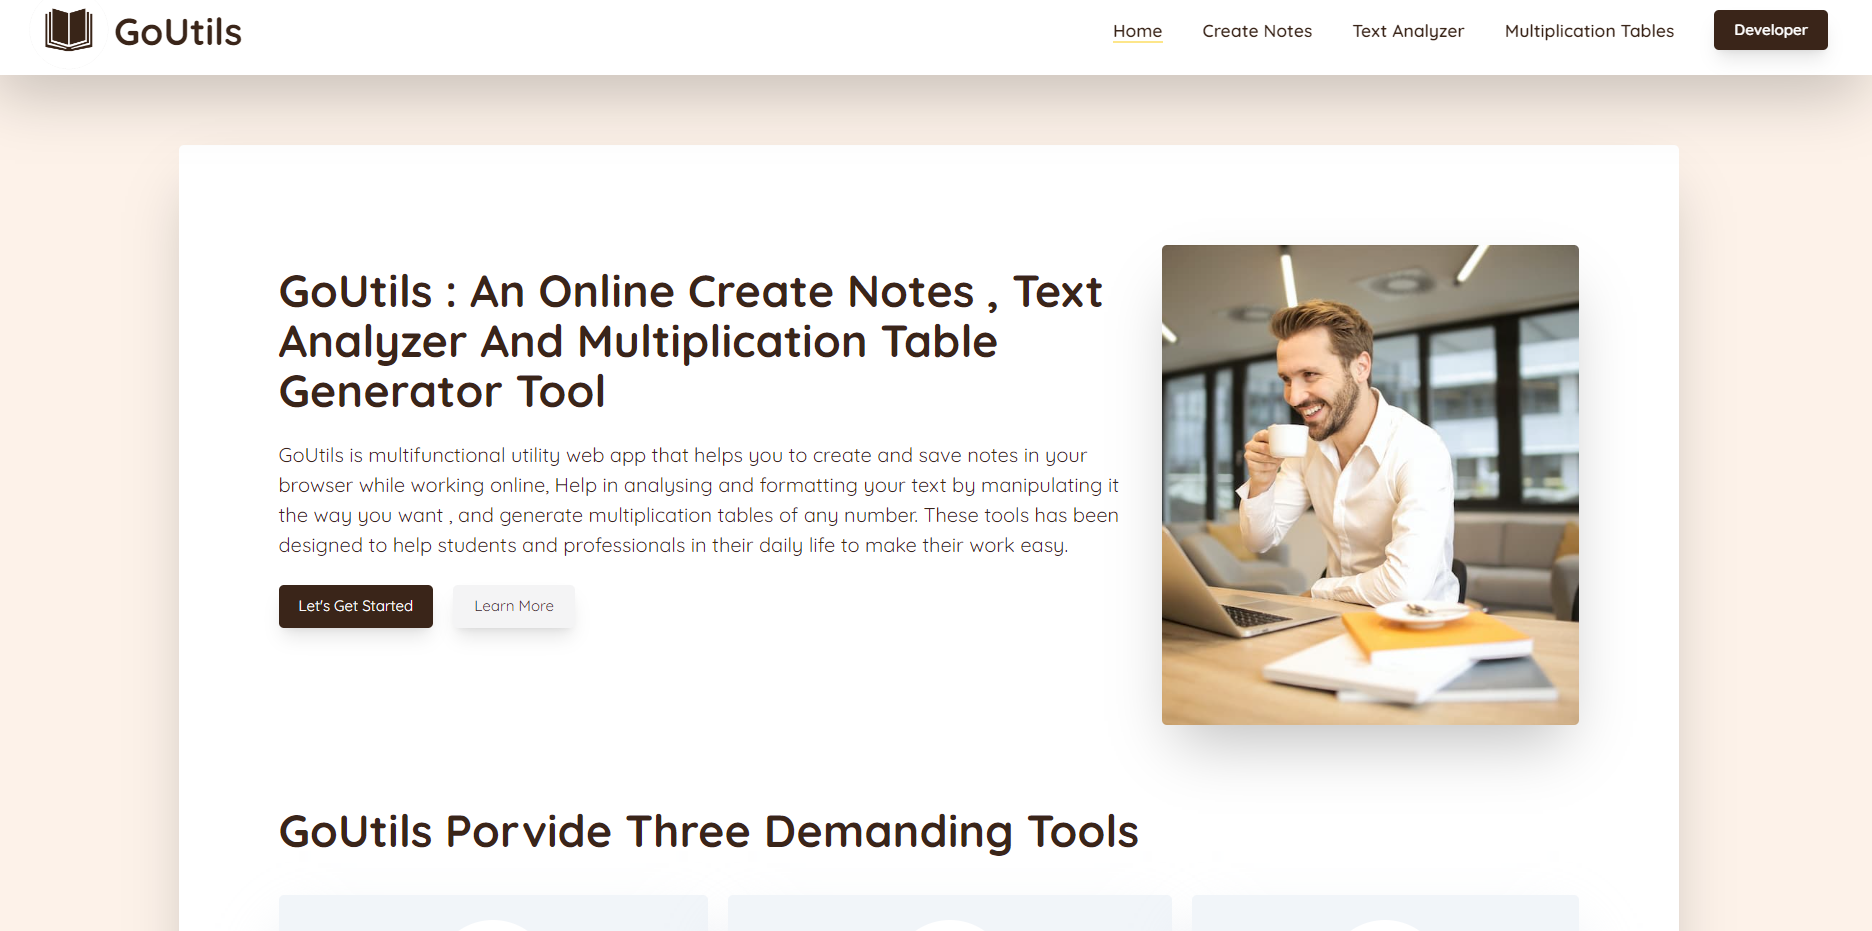 GoUtils
Home
Create Notes
Text Analyzer
Multiplication Tables
Developer
GoUtils : An Online Create Notes , Text
Analyzer And Multiplication Table
Generator Tool
GoUtils is multifunctional utility web app that helps you to create and save notes in your
browser while working online, Help in analysing and formatting your text by manipulating it
the way you want , and generate multiplication tables of any number. These tools has been
designed to help students and professionals in their daily life to make their work easy.
Let's Get Started
Learn More
GoUtils Porvide Three Demanding Tools